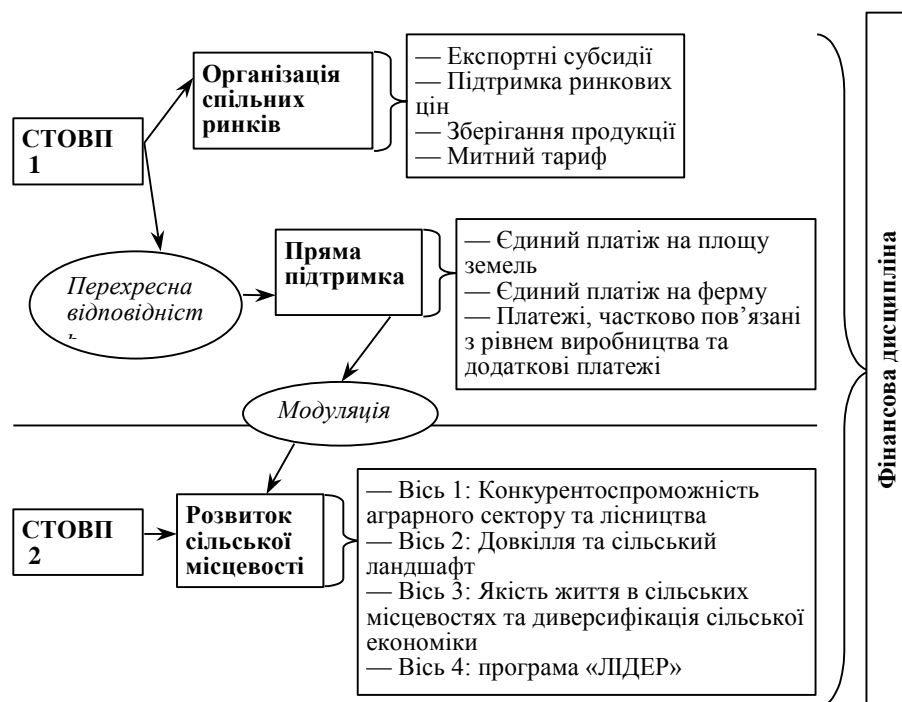 СТОВП
1
Організація
спільних
ринків
— Експортні субсидії
— Підтримка ринкових
цін
— Зберігання продукції
— Митний тариф
Перехресна
відповідніст
Пряма
підтримка
— Єдиний платіж на площу
земель
— Єдиний платіж на ферму
— Платежі, частково пов’язані
з рівнем виробництва та
додаткові платежі
Модуляція
СТОВП
2
Розвиток
сільської
місцевості
— Вісь 1: Конкурентоспроможність
аграрного сектору та лісництва
— Вісь 2: Довкілля та сільський
ландшафт
— Вісь 3: Якість життя в сільських
місцевостях та диверсифікація сільської
економіки
— Вісь 4: програма «ЛІДЕР»
Фінансова дисципліна